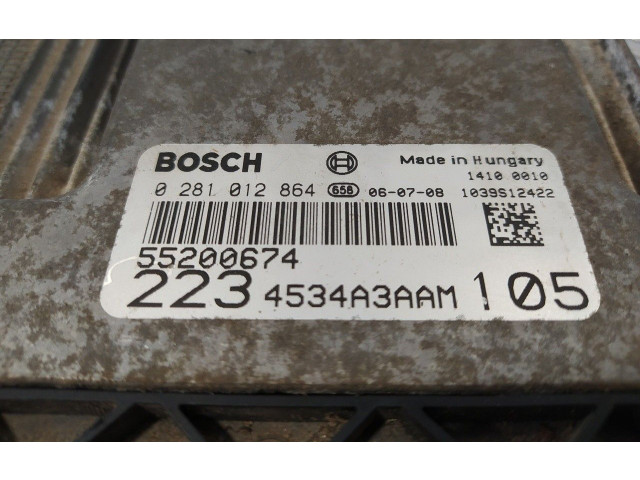 BOSCH Made in Hungary
1410 0010
0 281 012 864 658 06-07-08 1039S12422
55200674
223 4534A3AAM 105